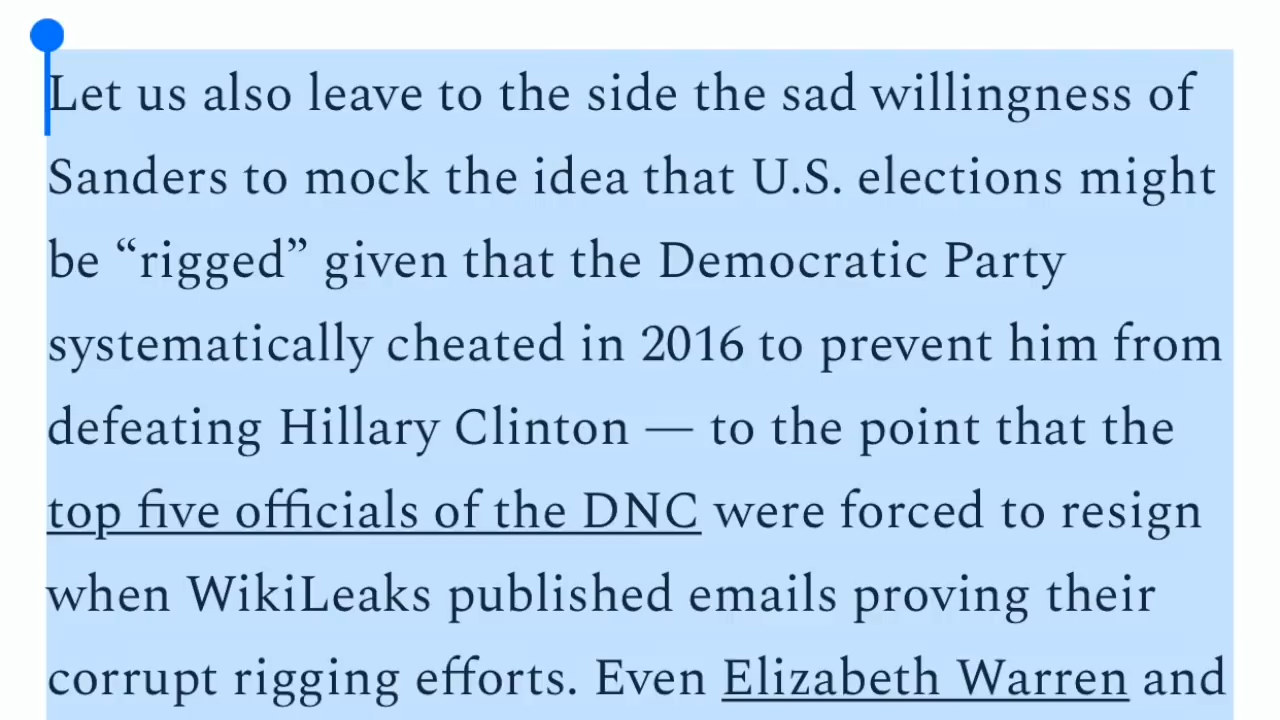 Let us also leave to the side the sad willingness of
Sanders to mock the idea that U.S. elections might
be “rigged” given that the Democratic Party
systematically cheated in 2016 to prevent him from
defeating Hillary Clinton — to the point that the
top five officials of the DNC were forced to resign
when WikiLeaks published emails proving their
corrupt rigging efforts. Even Elizabeth Warren and